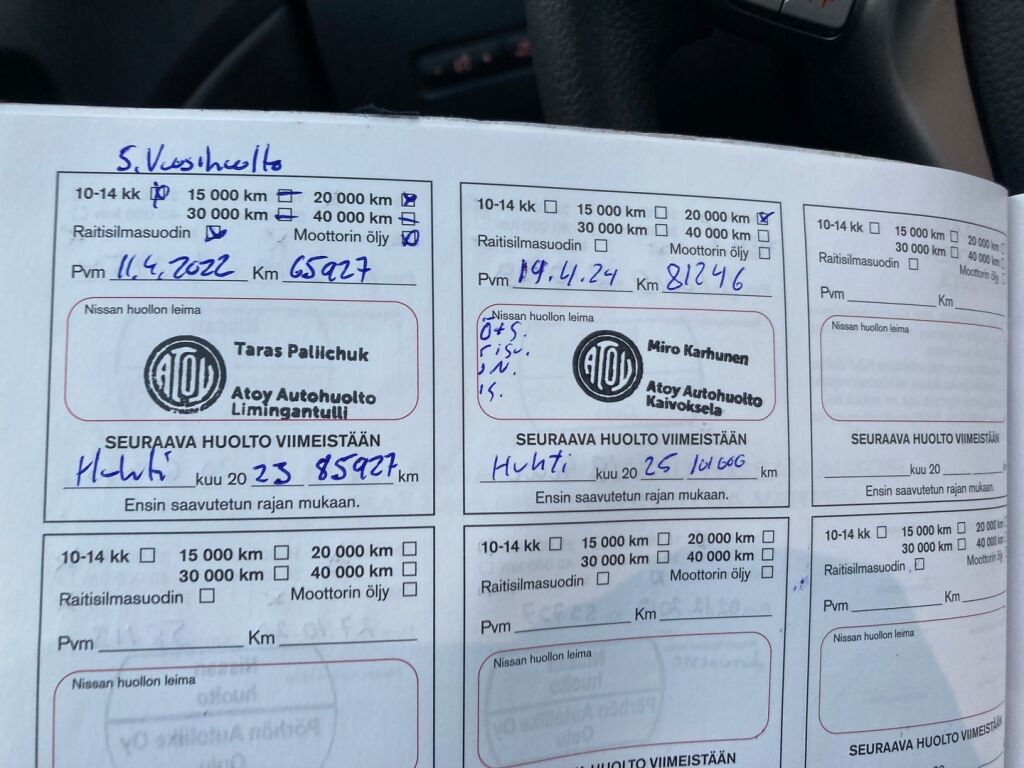 5. Vuosihuolto
10-14 kk 15 000 km 20 000 km
30 000 km 40 000 km
Raitisilmasuodin Moottorin öljy
Pvm 11.4.2022 Km 65927
Nissan huollon leima
ATOY
Taras Paliichuk
Atoy Autohuolto
Limingantulli
SEURAAVA HUOLTO VIIMEISTÄÄN
Huhti kuu 20 23 85927 km
Ensin saavutetun rajan mukaan.
10-14 kk 15 000 km 20 000 km
30 000 km 40 000 km
Raitisilmasuodin Moottorin öljy
Pvm 19.4.24 Km 81246
Nissan huollon leima
Ö+S.
ATOY
Miro Karhunen
Atoy Autohuolto
Kaivoksela
SEURAAVA HUOLTO VIIMEISTÄÄN
Huhti kuu 20 25 km
Ensin saavutetun rajan mukaan.
10-14 kk 15 000 km 20 000
30 000 km 40 000
Raitisilmasuodin Moottorin öljy
Pvm Km
Nissan huollon leima
SEURAAVA HUOLTO VIIMEISTÄÄN
kuu 20
Ensin saavutetun rajan mukaan.
10-14 kk 15 000 km 20 000 km
30 000 km 40 000 km
Raitisilmasuodin Moottorin öljy
Pvm Km
Nissan huollon leima
10-14 kk 15 000 km 20 000 km
30 000 km 40 000 km
Raitisilmasuodin Moottorin öljy
Pvm Km
Nissan huollon leima
SEURAAVA HUOLTO VIIMEISTÄÄN
10-14 kk 15 000 km 20 000 km
30 000 km 40 000
Raitisilmasuodin Moottorin öljy
Pvm Km
Nissan huollon leima
SEURAAVA HUOLTO VIIMEISTÄÄN